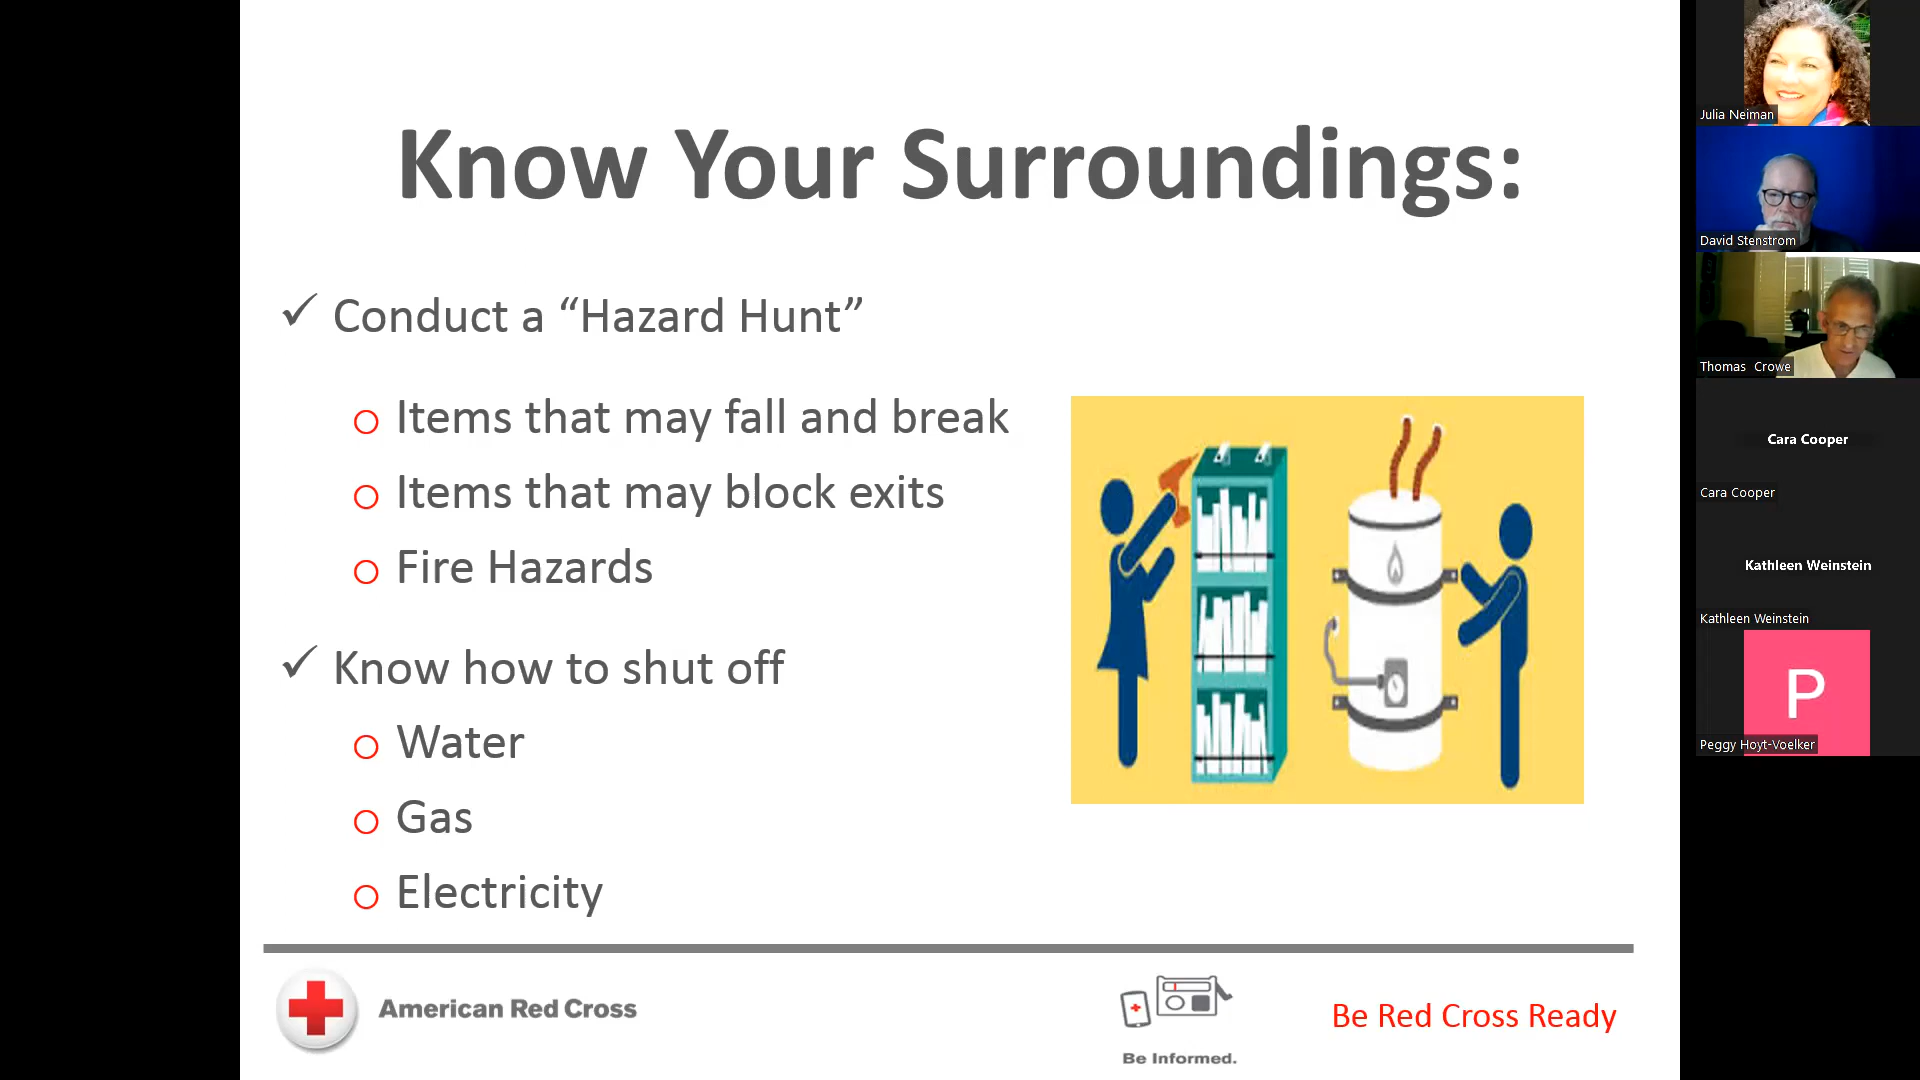 Know Your Surroundings:
✓ Conduct a “Hazard Hunt”
o Items that may fall and break
o Items that may block exits
o Fire Hazards
✓ Know how to shut off
o Water
o Gas
o Electricity
American Red Cross
Be Informed.
Be Red Cross Ready
Julia Neiman
David Stenstrom
Thomas Crowe
Cara Cooper
Cara Cooper
Kathleen Weinstein
Kathleen Weinstein
P
Peggy Hoyt-Voelker